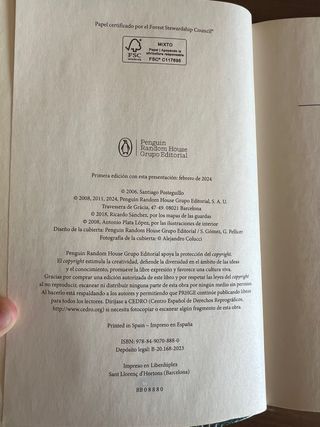 Papel certificado por el Forest Stewardship Council®
FSC
MIXTO
Papel | Apoyando la
silvicultura responsable
FSC® C117695
Penguin
Random House
Grupo Editorial
Primera edición con esta presentación: febrero de 2024
© 2006, Santiago Posteguillo
© 2008, 2011, 2024, Penguin Random House Grupo Editorial, S. A. U.
Travessera de Gràcia, 47-49. 08021 Barcelona
© 2018, Ricardo Sánchez, por los mapas de las guardas
© 2008, Antonio Plata López, por las ilustraciones de interior
Diseño de la cubierta: Penguin Random House Grupo Editorial / S. Gómez, G. Pellicer
Fotografía de la cubierta: © Alejandro Colucci
Penguin Random House Grupo Editorial apoya la protección del copyright.
El copyright estimula la creatividad, defiende la diversidad en el ámbito de las ideas
y el conocimiento, promueve la libre expresión y favorece una cultura viva.
Gracias por comprar una edición autorizada de este libro y por respetar las leyes del copyright
al no reproducir, escanear ni distribuir ninguna parte de esta obra por ningún medio sin permiso.
Al hacerlo está respaldando a los autores y permitiendo que PRHGE continúe publicando libros
para todos los lectores. Diríjase a CEDRO (Centro Español de Derechos Reprográficos,
http://www.cedro.org) si necesita fotocopiar o escanear algún fragmento de esta obra.
Printed in Spain – Impreso en España
ISBN: 978-84-9070-888-0
Depósito legal: B-20.168-2023
Impreso en Liberdúplex
Sant Llorenç d'Hortons (Barcelona)
BB08880